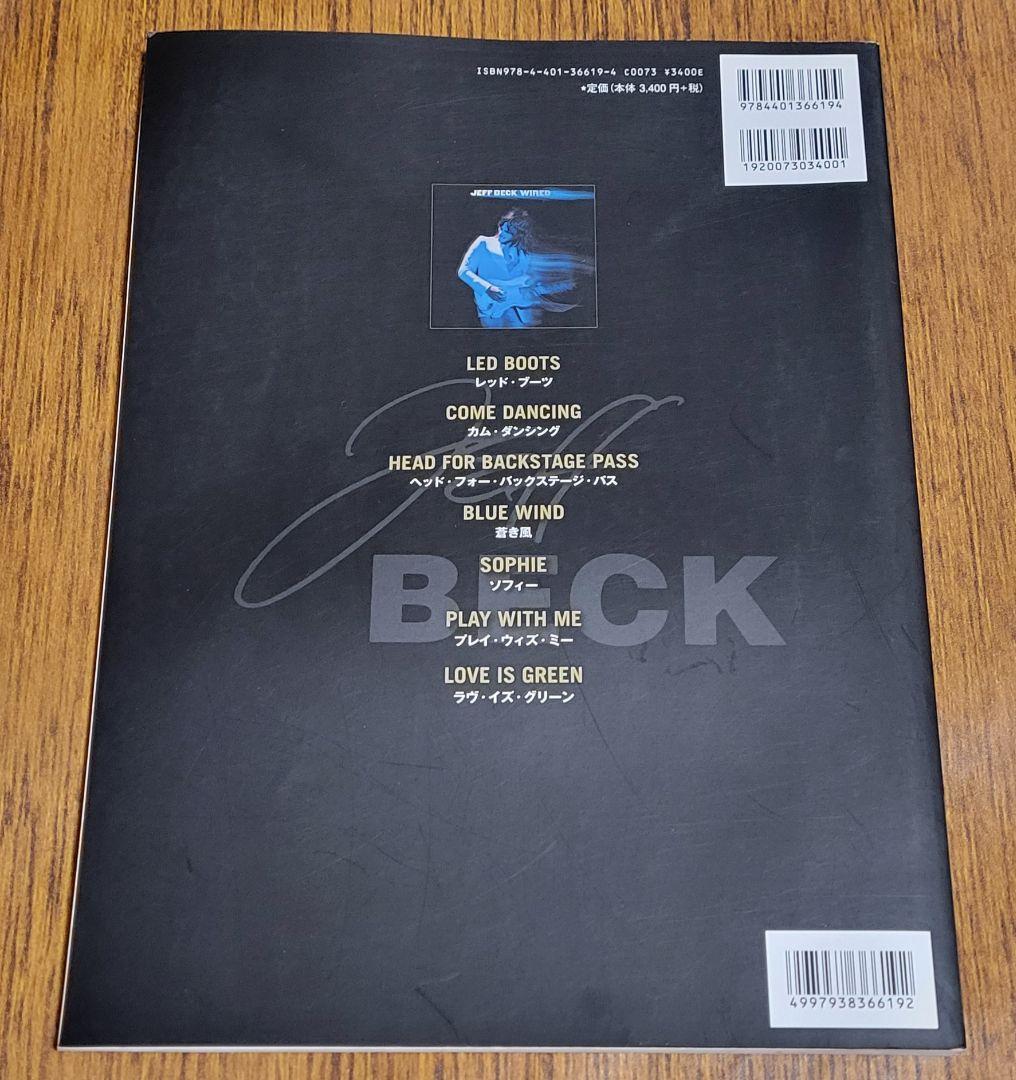 ISBN978-4-401-36619-4 C0073 ¥3400E
*定価(本体 3,400円+税)
9784401366194
1920073034001
JEFF BECK WIRED
LED BOOTS
レッド・ブーツ
COME DANCING
カム・ダンシング
HEAD FOR BACKSTAGE PASS
ヘッド・フォー・バックステージ・パス
BLUE WIND
蒼き風
SOPHIE
ソフィー
PLAY WITH ME
プレイ・ウィズ・ミー
LOVE IS GREEN
ラヴ・イズ・グリーン
Jeff
BECK
4997938366192